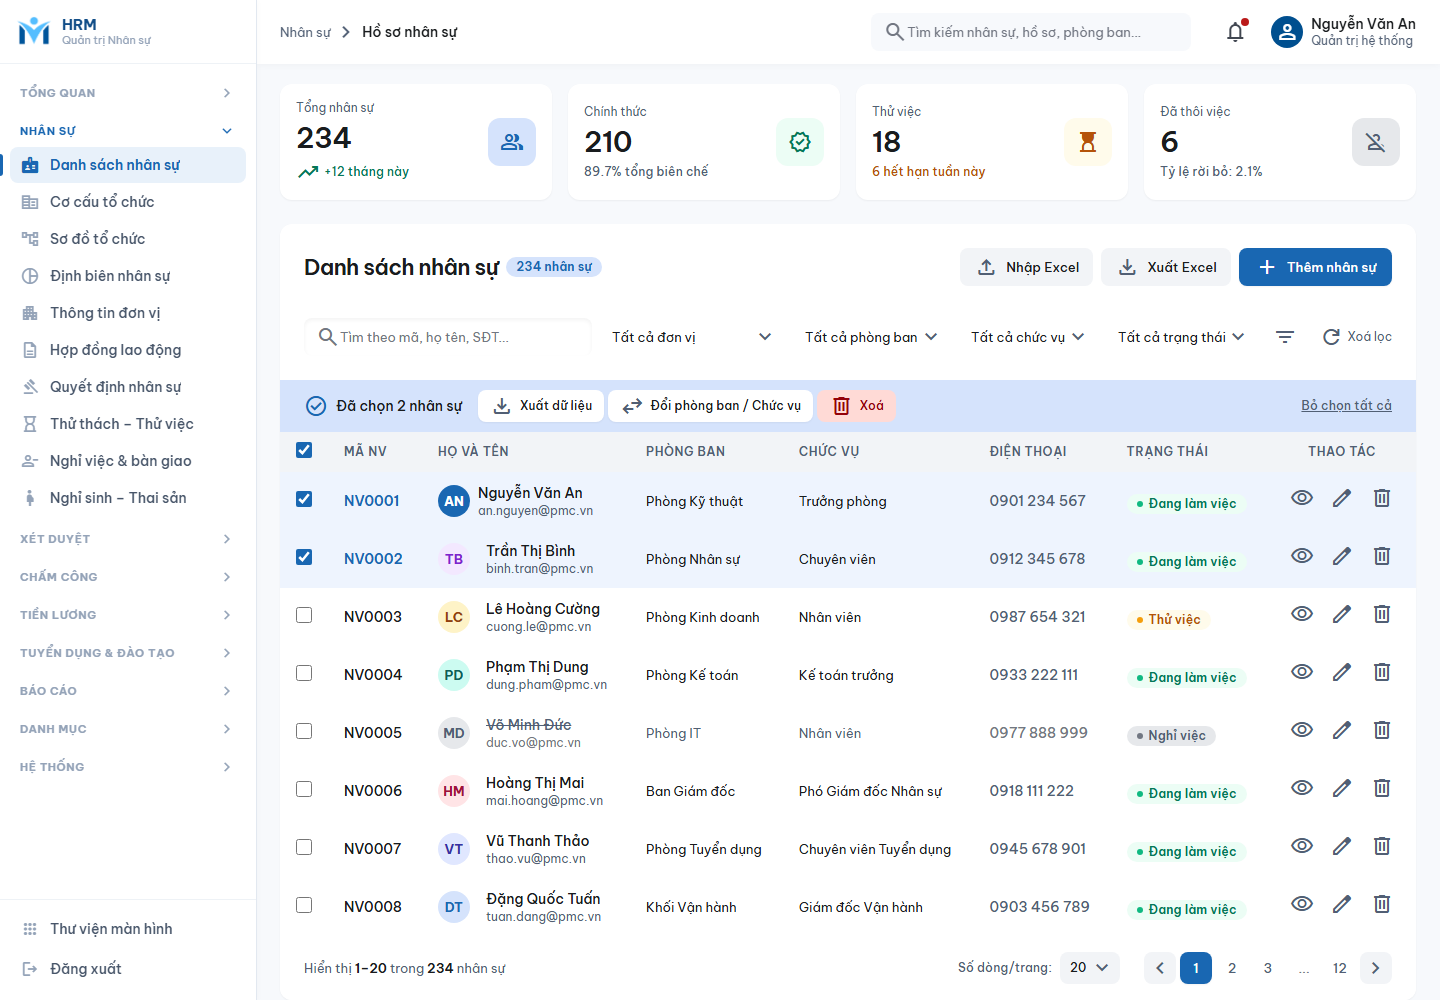 HRM
Quản trị Nhân sự
TỔNG QUAN
NHÂN SỰ
Danh sách nhân sự
Cơ cấu tổ chức
Sơ đồ tổ chức
Định biên nhân sự
Thông tin đơn vị
Hợp đồng lao động
Quyết định nhân sự
Thử thách – Thử việc
Nghỉ việc & bàn giao
Nghỉ sinh – Thai sản
XÉT DUYỆT
CHẤM CÔNG
TIỀN LƯƠNG
TUYỂN DỤNG & ĐÀO TẠO
BÁO CÁO
DANH MỤC
HỆ THỐNG
Thư viện màn hình
Đăng xuất
Nhân sự Hồ sơ nhân sự
Tìm kiếm nhân sự, hồ sơ, phòng ban...
Nguyễn Văn An
Quản trị hệ thống
Tổng nhân sự
234
+12 tháng này
Chính thức
210
89.7% tổng biên chế
Thử việc
18
6 hết hạn tuần này
Đã thôi việc
6
Tỷ lệ rời bỏ: 2.1%
Danh sách nhân sự 234 nhân sự
Nhập Excel Xuất Excel Thêm nhân sự
Tìm theo mã, họ tên, SĐT... Tất cả đơn vị Tất cả phòng ban Tất cả chức vụ Tất cả trạng thái Xoá lọc
Đã chọn 2 nhân sự Xuất dữ liệu Đổi phòng ban / Chức vụ Xoá Bỏ chọn tất cả
MÃ NV HỌ VÀ TÊN PHÒNG BAN CHỨC VỤ ĐIỆN THOẠI TRẠNG THÁI THAO TÁC
NV0001 AN Nguyễn Văn An Phòng Kỹ thuật Trưởng phòng 0901 234 567 Đang làm việc
an.nguyen@pmc.vn
NV0002 TB Trần Thị Bình Phòng Nhân sự Chuyên viên 0912 345 678 Đang làm việc
binh.tran@pmc.vn
NV0003 LC Lê Hoàng Cường Phòng Kinh doanh Nhân viên 0987 654 321 Thử việc
cuong.le@pmc.vn
NV0004 PD Phạm Thị Dung Phòng Kế toán Kế toán trưởng 0933 222 111 Đang làm việc
dung.pham@pmc.vn
NV0005 MD Võ Minh Đức Phòng IT Nhân viên 0977 888 999 Nghỉ việc
duc.vo@pmc.vn
NV0006 HM Hoàng Thị Mai Ban Giám đốc Phó Giám đốc Nhân sự 0918 111 222 Đang làm việc
mai.hoang@pmc.vn
NV0007 VT Vũ Thanh Thảo Phòng Tuyển dụng Chuyên viên Tuyển dụng 0945 678 901 Đang làm việc
thao.vu@pmc.vn
NV0008 DT Đặng Quốc Tuấn Khối Vận hành Giám đốc Vận hành 0903 456 789 Đang làm việc
tuan.dang@pmc.vn
Hiển thị 1–20 trong 234 nhân sự Số dòng/trang: 20 1 2 3 ... 12